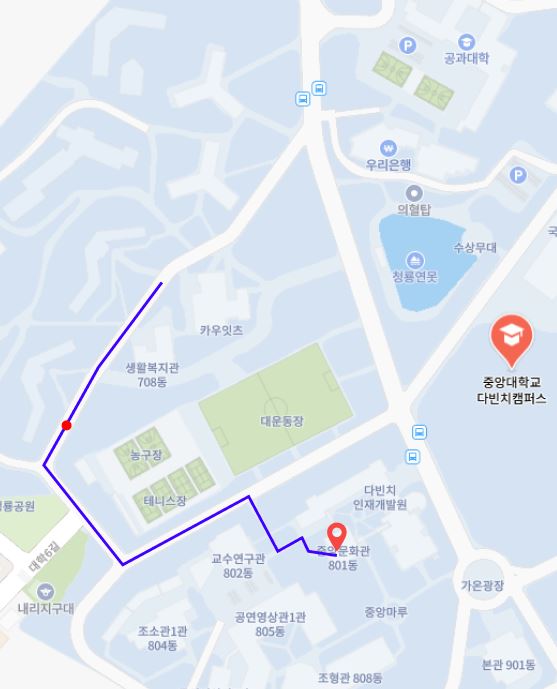 P
공과대학
우리은행
P
의혈탑
수상무대
청룡연못
카우잇츠
중앙대학교
다빈치캠퍼스
생활복지관
708동
대운동장
농구장
테니스장
다빈치
인재개발원
룡공원
대학6길
중앙문화관
801동
교수연구관
802동
가온광장
내리지구대
중앙마루
공연영상관1관
805동
조소관1관
804동
본관 901동
조형관 808동